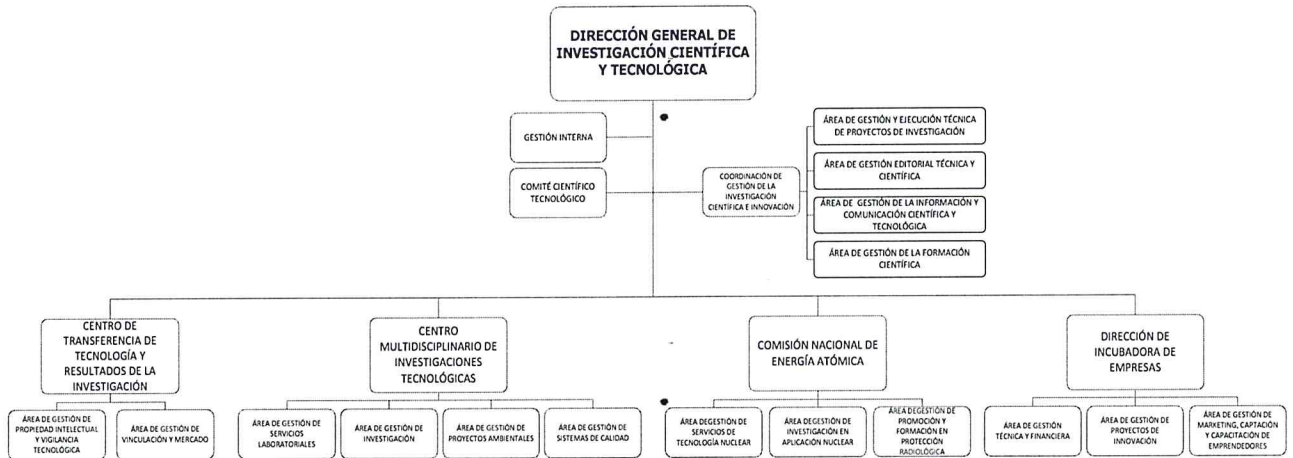 DIRECCIÓN GENERAL DE
INVESTIGACIÓN CIENTÍFICA
Y TECNOLÓGICA
GESTIÓN INTERNA
COMITÉ CIENTÍFICO
TECNOLÓGICO
COORDINACIÓN DE
GESTIÓN DE LA
INVESTIGACIÓN
CIENTÍFICA E INNOVACIÓN
ÁREA DE GESTIÓN Y EJECUCIÓN TÉCNICA
DE PROYECTOS DE INVESTIGACIÓN
ÁREA DE GESTIÓN EDITORIAL TÉCNICA Y
CIENTÍFICA
ÁREA DE GESTIÓN DE LA INFORMACIÓN Y
COMUNICACIÓN CIENTÍFICA Y
TECNOLÓGICA
ÁREA DE GESTIÓN DE LA FORMACIÓN
CIENTÍFICA
CENTRO DE
TRANSFERENCIA DE
TECNOLOGÍA Y
RESULTADOS DE LA
INVESTIGACIÓN
ÁREA DE GESTIÓN DE
PROPIEDAD INTELECTUAL
Y VIGILANCIA
TECNOLÓGICA
ÁREA DE GESTIÓN DE
VINCULACIÓN Y MERCADO
CENTRO
MULTIDISCIPLINARIO DE
INVESTIGACIONES
TECNOLÓGICAS
ÁREA DE GESTIÓN DE
SERVICIOS
LABORATORIALES
ÁREA DE GESTIÓN DE
INVESTIGACIÓN
ÁREA DE GESTIÓN DE
PROYECTOS AMBIENTALES
ÁREA DE GESTIÓN DE
SISTEMAS DE CALIDAD
COMISIÓN NACIONAL DE
ENERGÍA ATÓMICA
ÁREA DEGESTIÓN DE
SERVICIOS DE
TECNOLOGÍA NUCLEAR
ÁREA DE GESTIÓN DE
INVESTIGACIÓN EN
APLICACIÓN NUCLEAR
ÁREA DEGESTIÓN DE
PROMOCIÓN Y
FORMACIÓN EN
PROTECCIÓN
RADIOLÓGICA
DIRECCIÓN DE
INCUBADORA DE
EMPRESAS
ÁREA DE GESTIÓN
TÉCNICA Y FINANCIERA
ÁREA DE GESTIÓN DE
PROYECTOS DE
INNOVACIÓN
ÁREA DE GESTIÓN DE
MARKETING, CAPTACIÓN
Y CAPACITACIÓN DE
EMPRENDEDORES